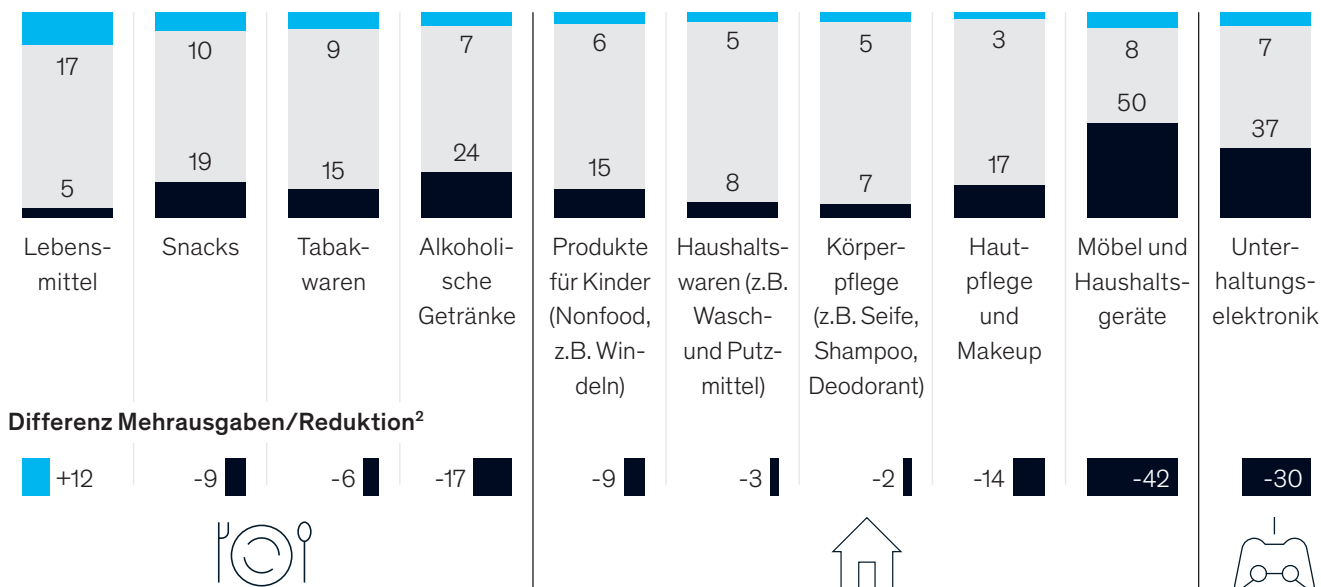 17 10 9 7 6 5 5 3 8 7
5 19 15 24 15 8 7 17 50 37
Lebens-
mittel
Snacks
Tabak-
waren
Alkoholi-
sche
Getränke
Produkte
für Kinder
(Nonfood,
z.B. Win-
deln)
Haushalts-
waren (z.B.
Wasch-
und Putz-
mittel)
Körper-
pflege
(z.B. Seife,
Shampoo,
Deodorant)
Haut-
pflege
und
Makeup
Möbel und
Haushalts-
geräte
Unter-
haltungs-
elektronik
Differenz Mehrausgaben/Reduktion²
+12 -9 -6 -17 -9 -3 -2 -14 -42 -30